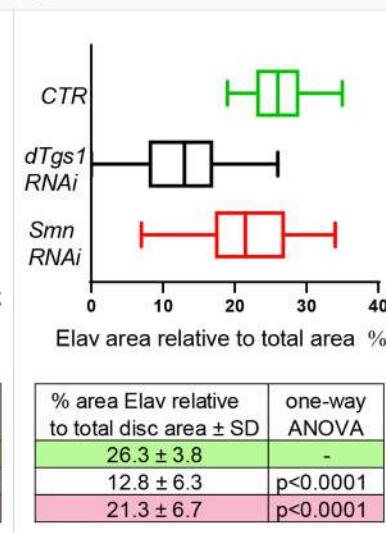 CTR
dTgs1
RNAi
Smn
RNAi
0 10 20 30 40
Elav area relative to total area %
% area Elav relative
to total disc area ± SD
one-way
ANOVA
26.3 ± 3.8 -
12.8 ± 6.3 p<0.0001
21.3 ± 6.7 p<0.0001